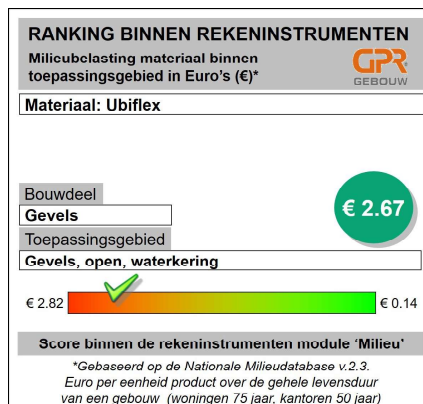 RANKING BINNEN REKENINSTRUMENTEN
Milieubelasting materiaal binnen
toepassingsgebied in Euro's (€)*
GPR
GEBOUW
Materiaal: Ubiflex
Bouwdeel
Gevels
€ 2.67
Toepassingsgebied
Gevels, open, waterkering
€ 2.82
€ 0.14
Score binnen de rekeninstrumenten module 'Milieu'
*Gebaseerd op de Nationale Milieudatabase v.2.3.
Euro per eenheid product over de gehele levensduur
van een gebouw (woningen 75 jaar, kantoren 50 jaar)